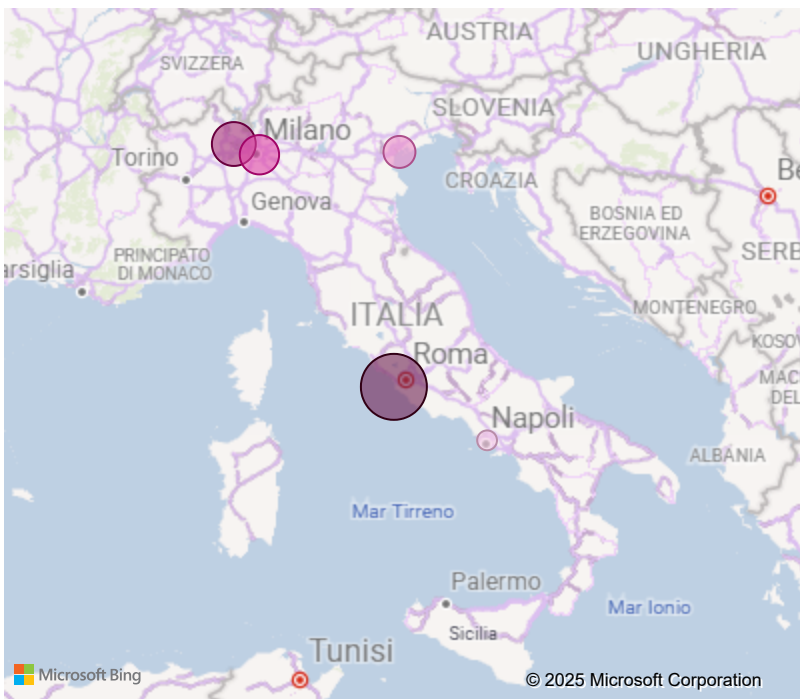 AUSTRIA
UNGHERIA
SVIZZERA
SLOVENIA
Milano
Torino
CROAZIA
Be
Genova
BOSNIA ED
ERZEGOVINA
SERB
PRINCIPATO
DI MONACO
arsiglia
MONTENEGRO
ITALIA
KOSOV
Roma
MAC
DEL
Napoli
ALBANIA
Mar Tirreno
Palermo
Mar Ionio
Sicilia
Tunisi
Microsoft Bing
© 2025 Microsoft Corporation